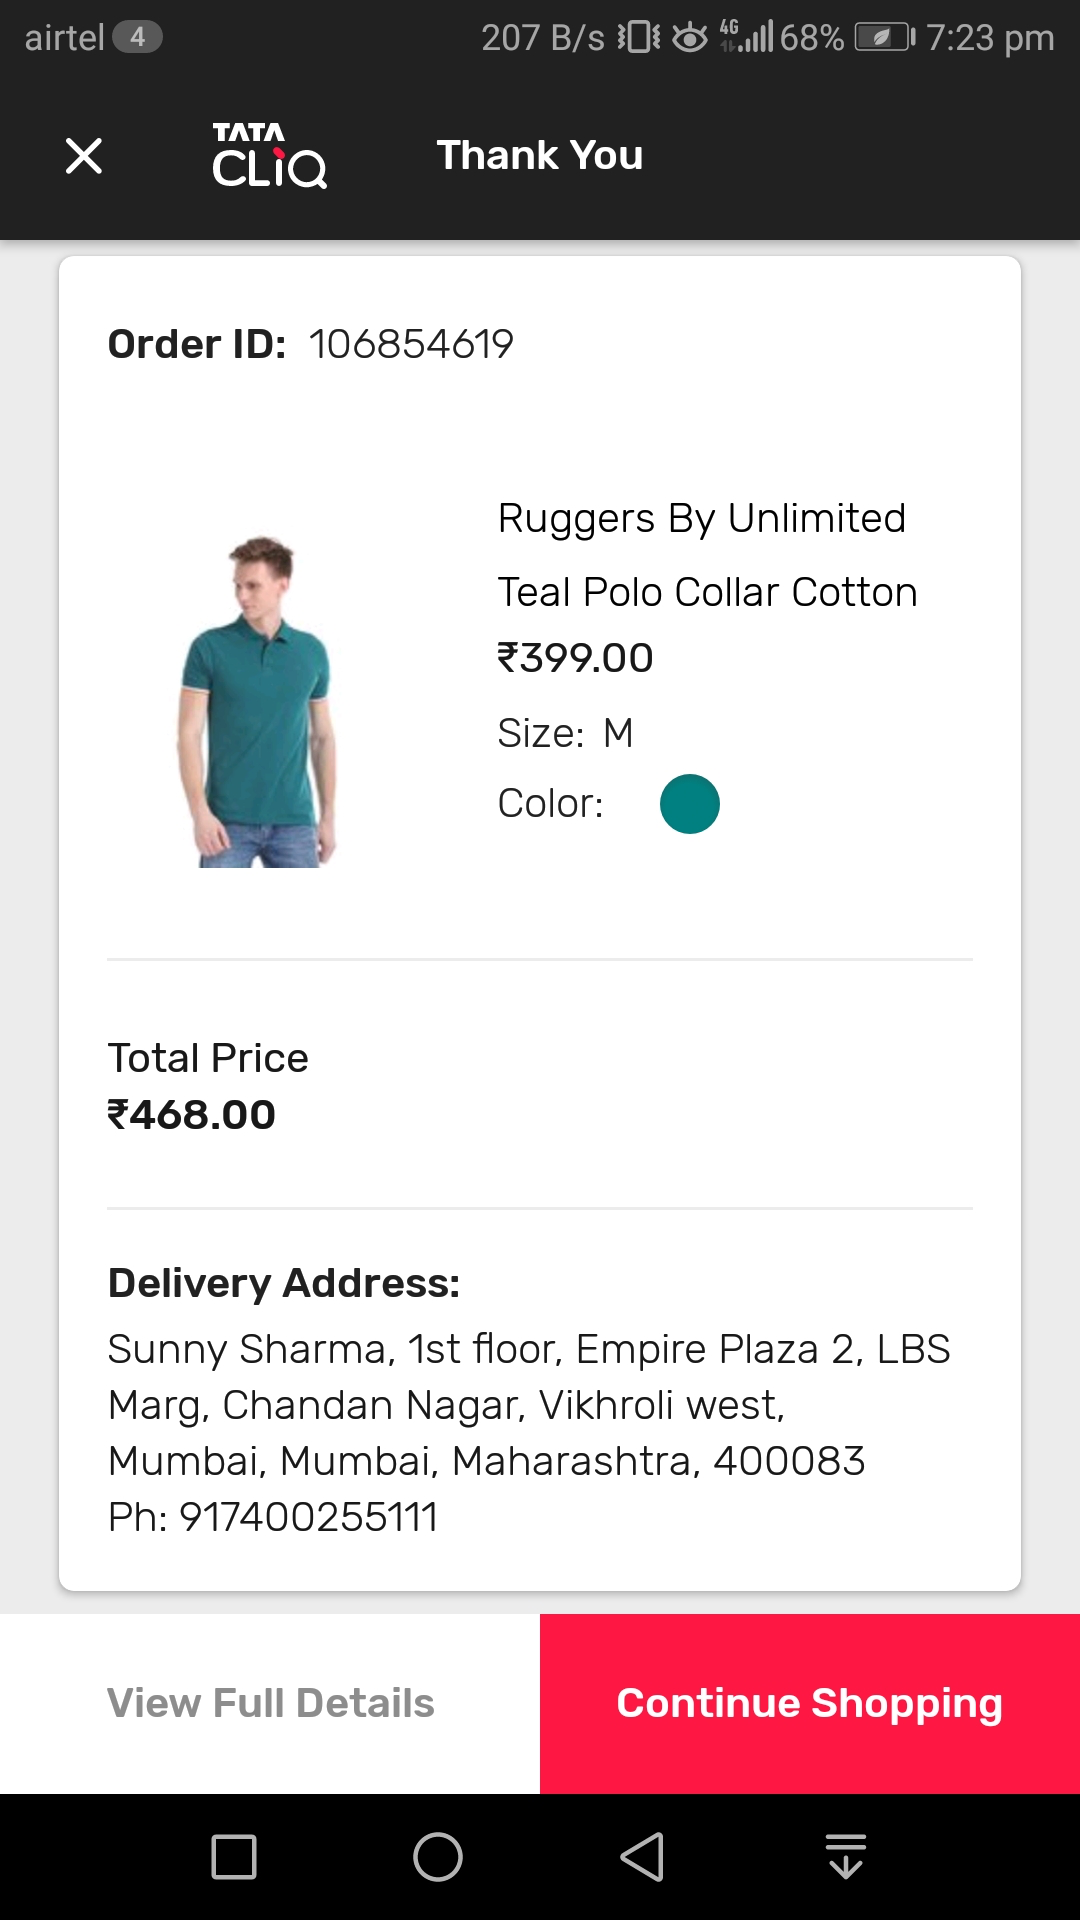 airtel 4 207 B/s 4G 68% 7:23 pm
TATA
CLiQ
Thank You
Order ID: 106854619
Ruggers By Unlimited
Teal Polo Collar Cotton
₹399.00
Size: M
Color:
Total Price
₹468.00
Delivery Address:
Sunny Sharma, 1st floor, Empire Plaza 2, LBS
Marg, Chandan Nagar, Vikhroli west,
Mumbai, Mumbai, Maharashtra, 400083
Ph: 917400255111
View Full Details
Continue Shopping